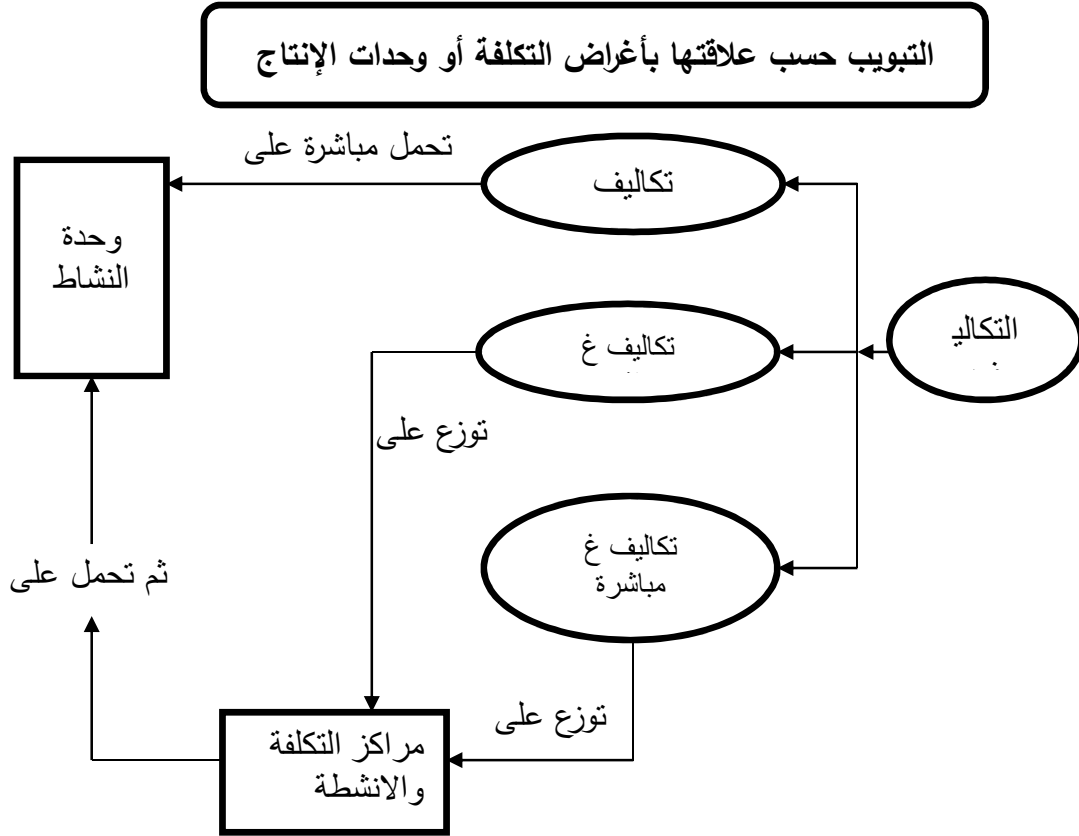 التبويب حسب علاقتها بأغراض التكلفة أو وحدات الإنتاج
تحمل مباشرة على
تكاليف
وحدة
النشاط
التكاليـ
تكاليف غ
توزع على
تكاليف غ
مباشرة
ثم تحمل على
توزع على
مراكز التكلفة
والانشطة